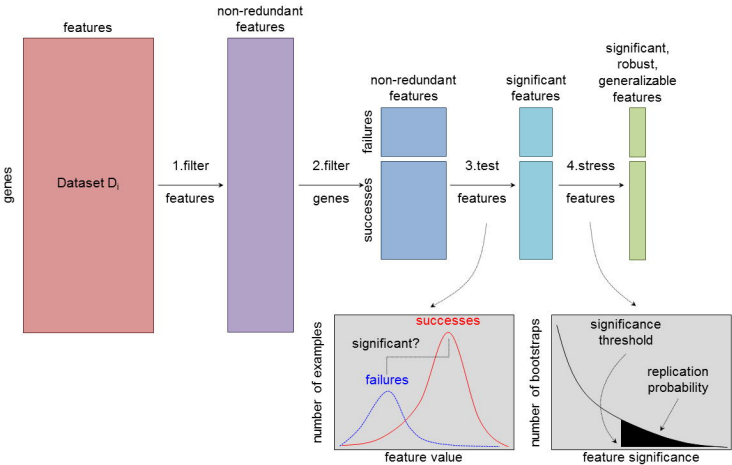 features
genes
Dataset Di
1.filter
features
non-redundant
features
2.filter
genes
non-redundant
features
failures
successes
3.test
features
significant
features
4.stress
features
significant,
robust,
generalizable
features
number of examples
successes
significant?
failures
feature value
number of bootstraps
significance
threshold
replication
probability
feature significance